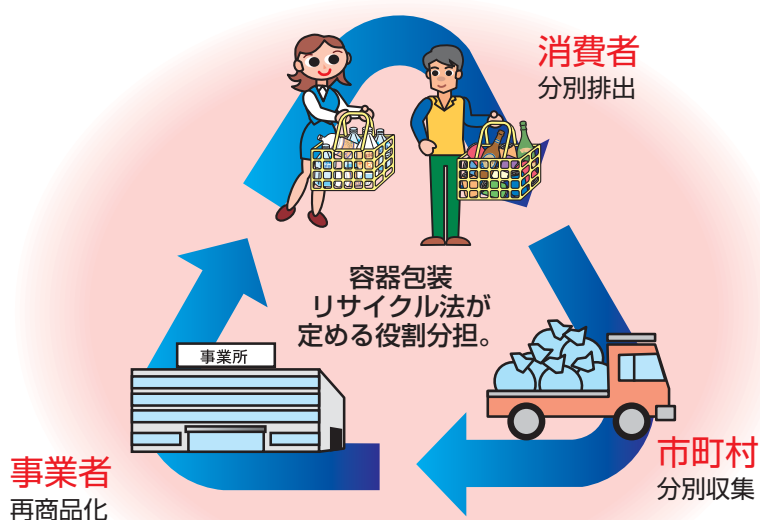 消費者
分別排出
容器包装
リサイクル法が
定める役割分担。
事業所
市町村
分別収集
事業者
再商品化